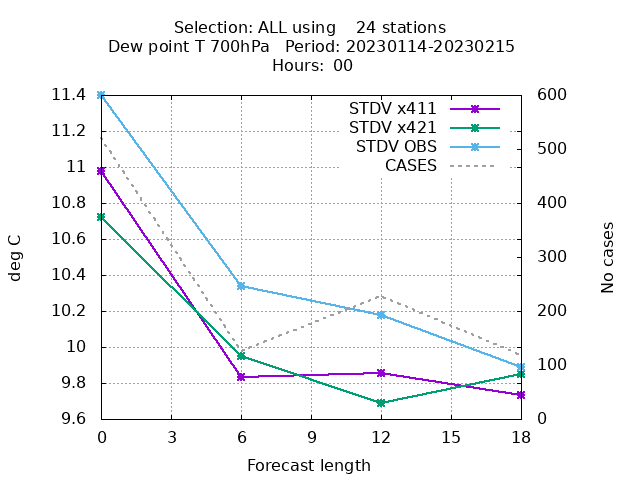 Selection: ALL using    24 stations
Dew point T 700hPa   Period: 20230114-20230215
Hours:  00
STDV x411
STDV x421
STDV OBS
CASES
deg C
11.4
11.2
11
10.8
10.6
10.4
10.2
10
9.8
9.6
600
500
400
300
200
100
0
No cases
0 3 6 9 12 15 18
Forecast length